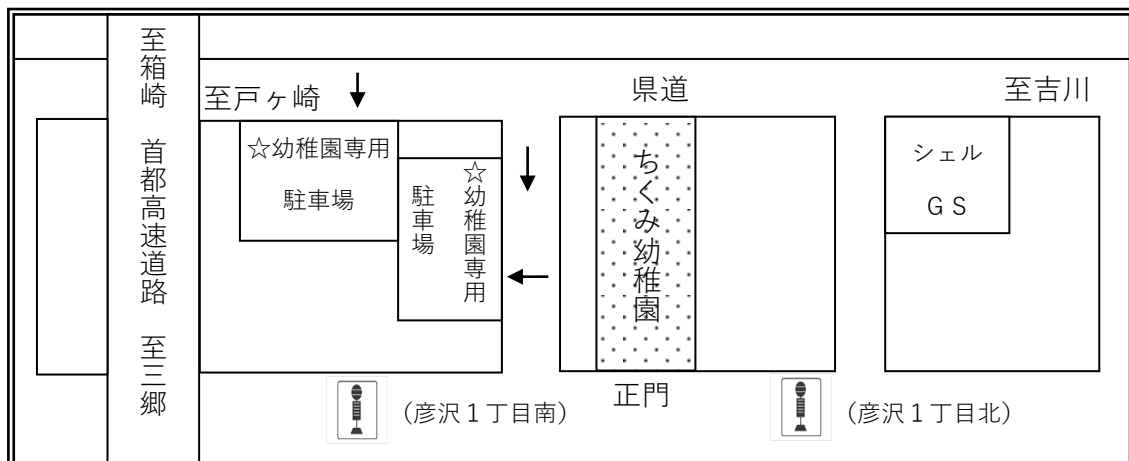 至箱崎 首都高速道路 至三郷
至戸ヶ崎
県道
至吉川
☆幼稚園専用
駐車場
☆幼稚園専用
駐車場
ちくみ幼稚園
シェル
GS
正門
(彦沢1丁目南)
(彦沢1丁目北)